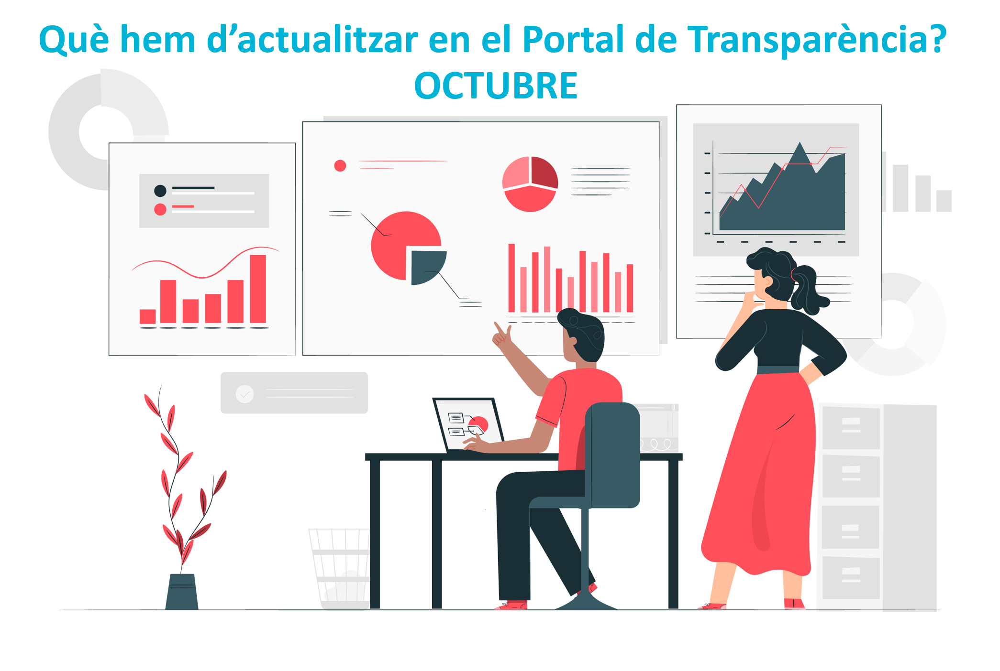 Què hem d’actualitzar en el Portal de Transparència?
OCTUBRE